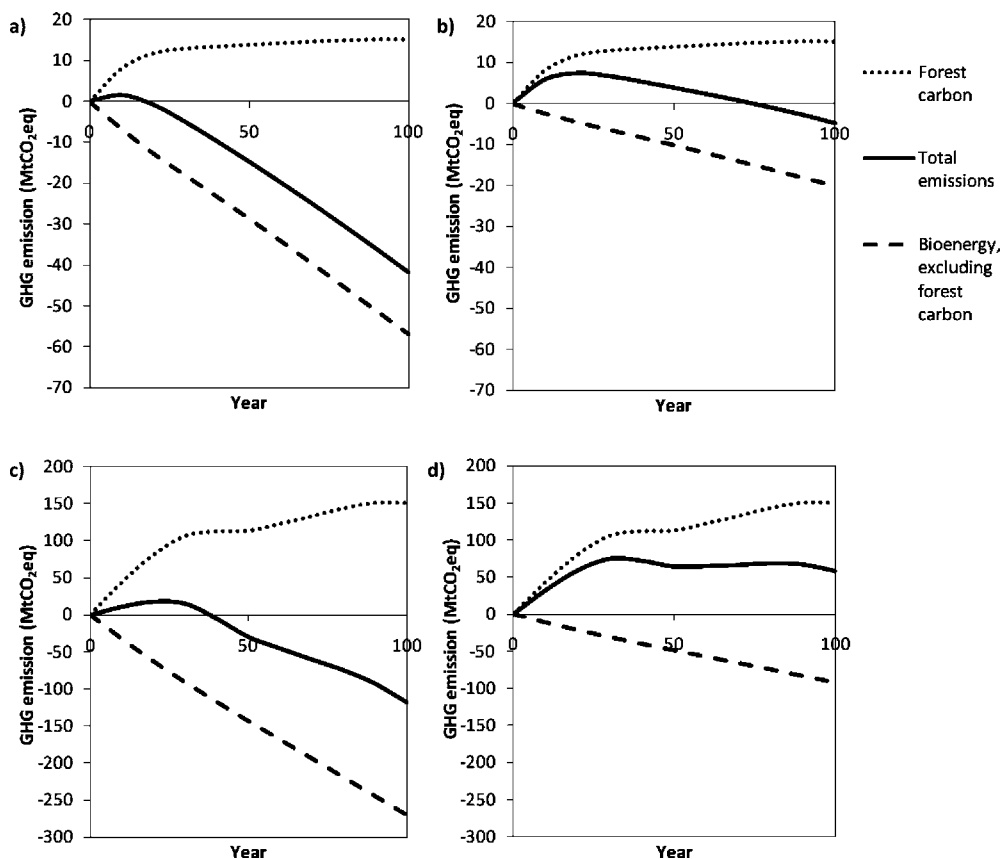 a)
GHG emission (MtCO₂eq)
20
10
0
-10
-20
-30
-40
-50
-60
-70
0
50
100
Year
b)
GHG emission (MtCO₂eq)
20
10
0
-10
-20
-30
-40
-50
-60
-70
0
50
100
Year
Forest
carbon
Total
emissions
Bioenergy,
excluding
forest
carbon
c)
GHG emission (MtCO₂eq)
200
150
100
50
0
-50
-100
-150
-200
-250
-300
0
50
100
Year
d)
GHG emission (MtCO₂eq)
200
150
100
50
0
-50
-100
-150
-200
-250
-300
0
50
100
Year